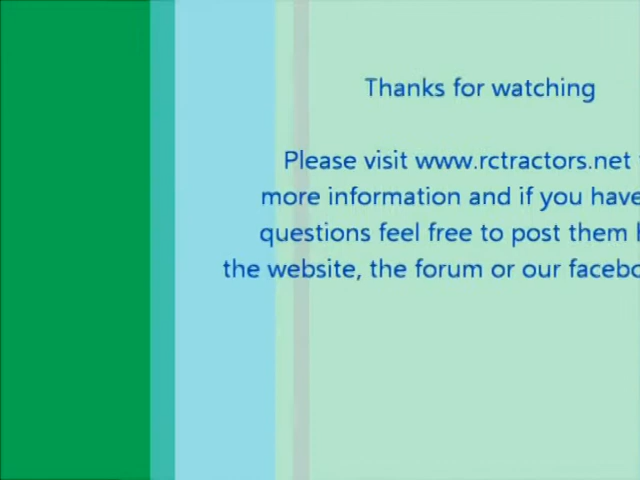 Thanks for watching
Please visit www.rctractors.net
more information and if you have
questions feel free to post them
the website, the forum or our